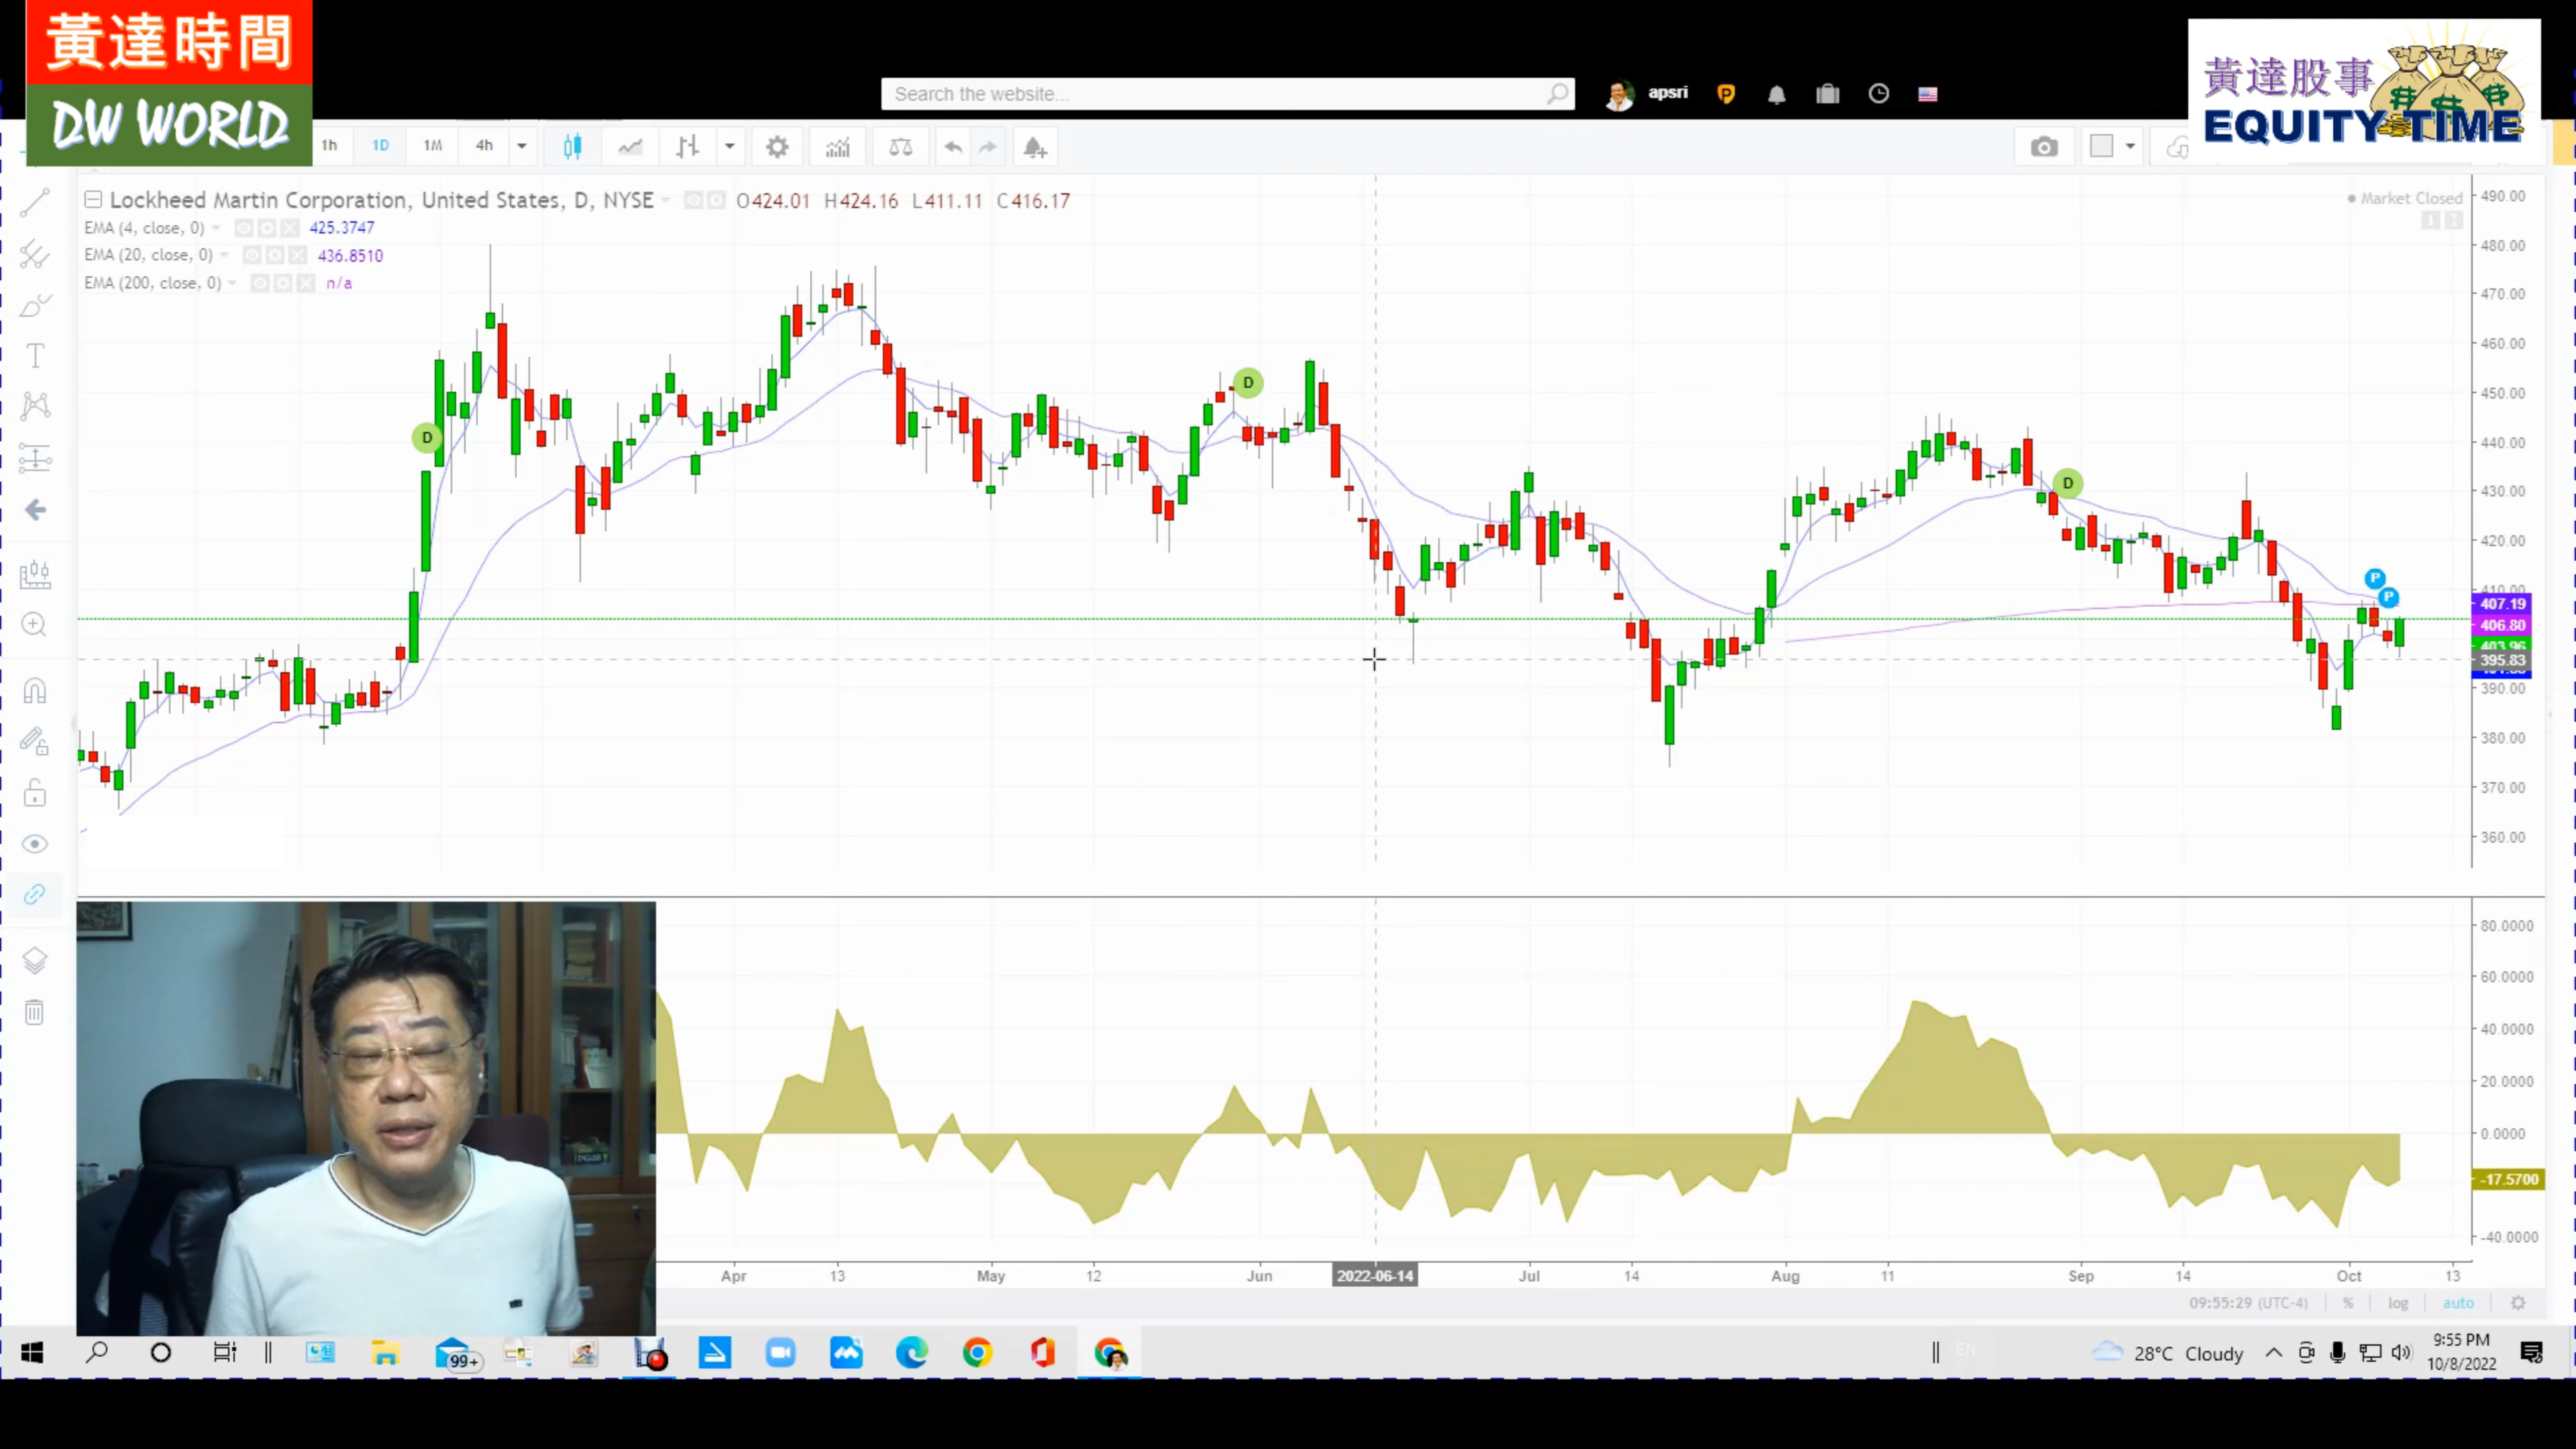 黃達時間
DW WORLD
Search the website...
apsri
黃達股事
EQUITY TIME
1h 1D 1M 4h
Lockheed Martin Corporation, United States, D, NYSE O424.01 H424.16 L411.11 C416.17
Market Closed
EMA (4, close, 0) 425.3747
EMA (20, close, 0) 436.8510
EMA (200, close, 0) n/a
490.00
480.00
470.00
460.00
450.00
440.00
430.00
420.00
410.00
407.19
406.80
403.96
395.83
390.00
380.00
370.00
360.00
D
D
D
P
P
80.0000
60.0000
40.0000
20.0000
0.0000
-17.5700
-40.0000
Apr 13 May 12 Jun 2022-06-14 Jul 14 Aug 11 Sep 14 Oct 13
09:55:29 (UTC-4) % log auto
99+
EN
28°C Cloudy
9:55 PM
10/8/2022